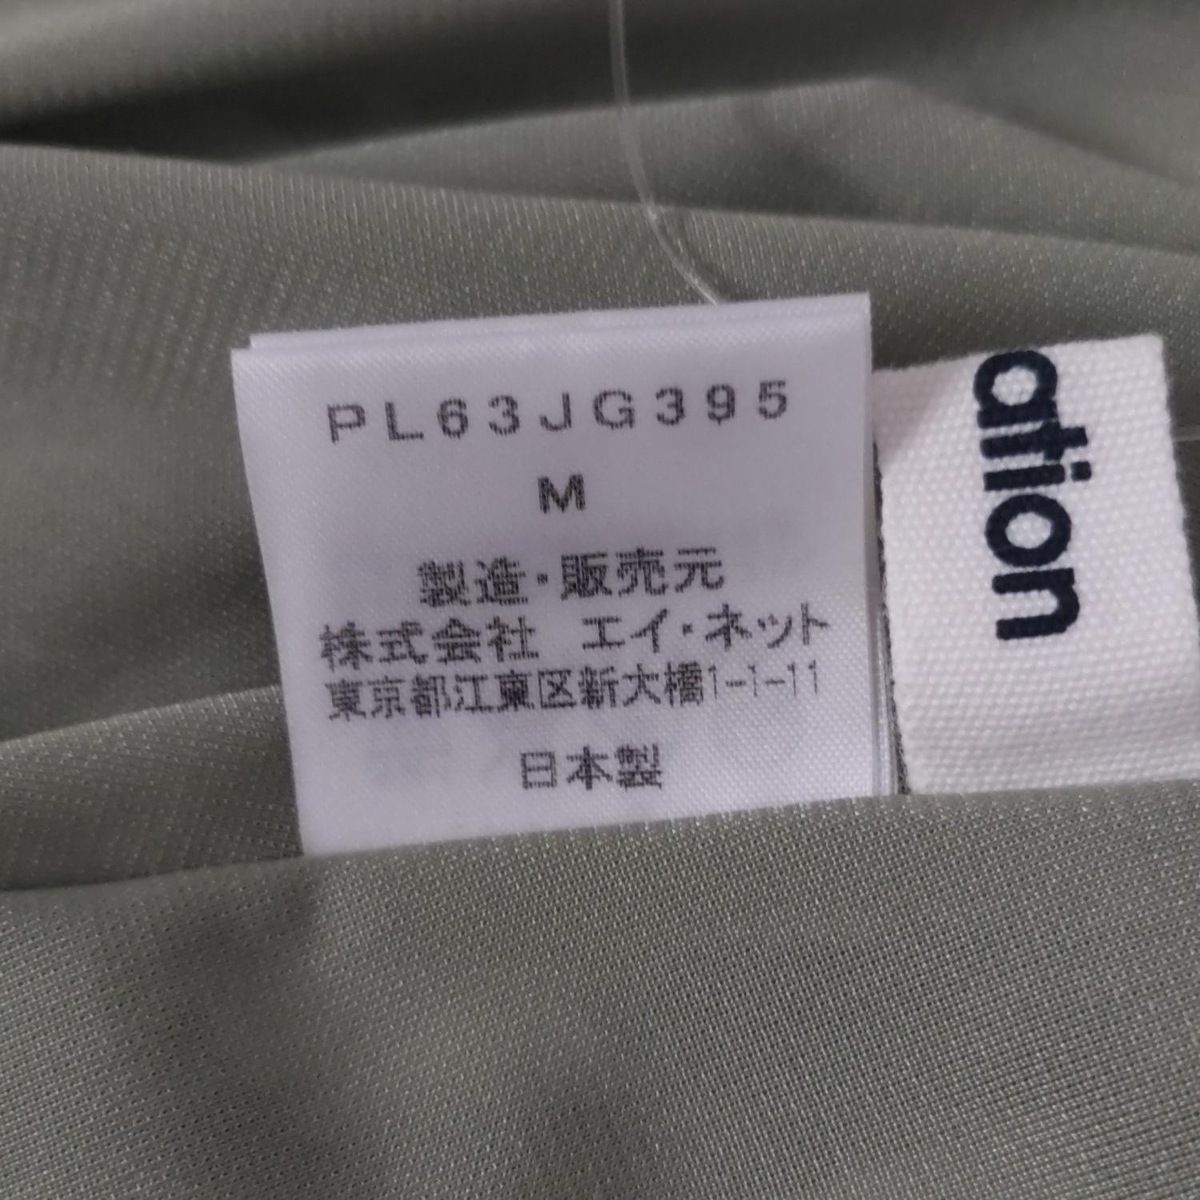 PL63JG395
M
製造・販売元
株式会社 エイ・ネット
東京都江東区新大橋1-1-11
日本製
ation